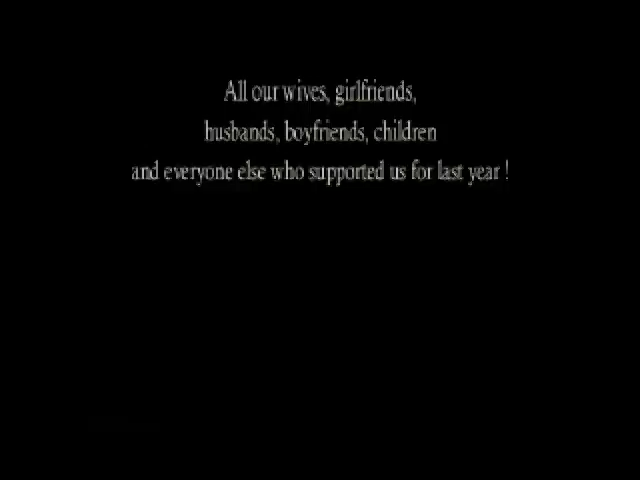 All our wives, girlfriends,
husbands, boyfriends, children
and everyone else who supported us for last year !